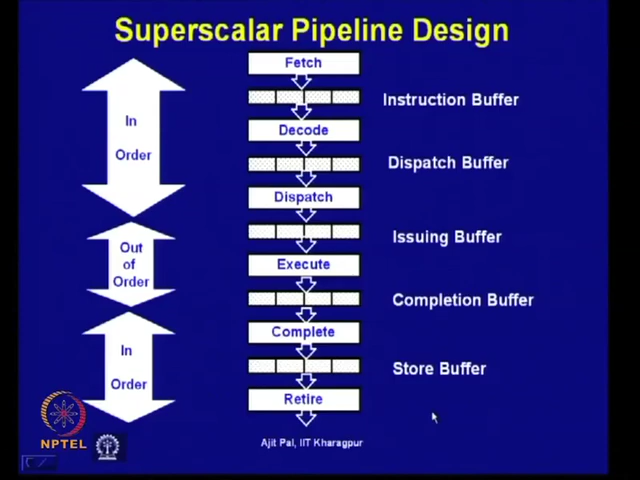 Superscalar Pipeline Design
Fetch
Instruction Buffer
In
Order
Decode
Dispatch Buffer
Dispatch
Issuing Buffer
Out
of
Order
Execute
Completion Buffer
Complete
In
Order
Store Buffer
Retire
NPTEL
Ajit Pal, IIT Kharagpur